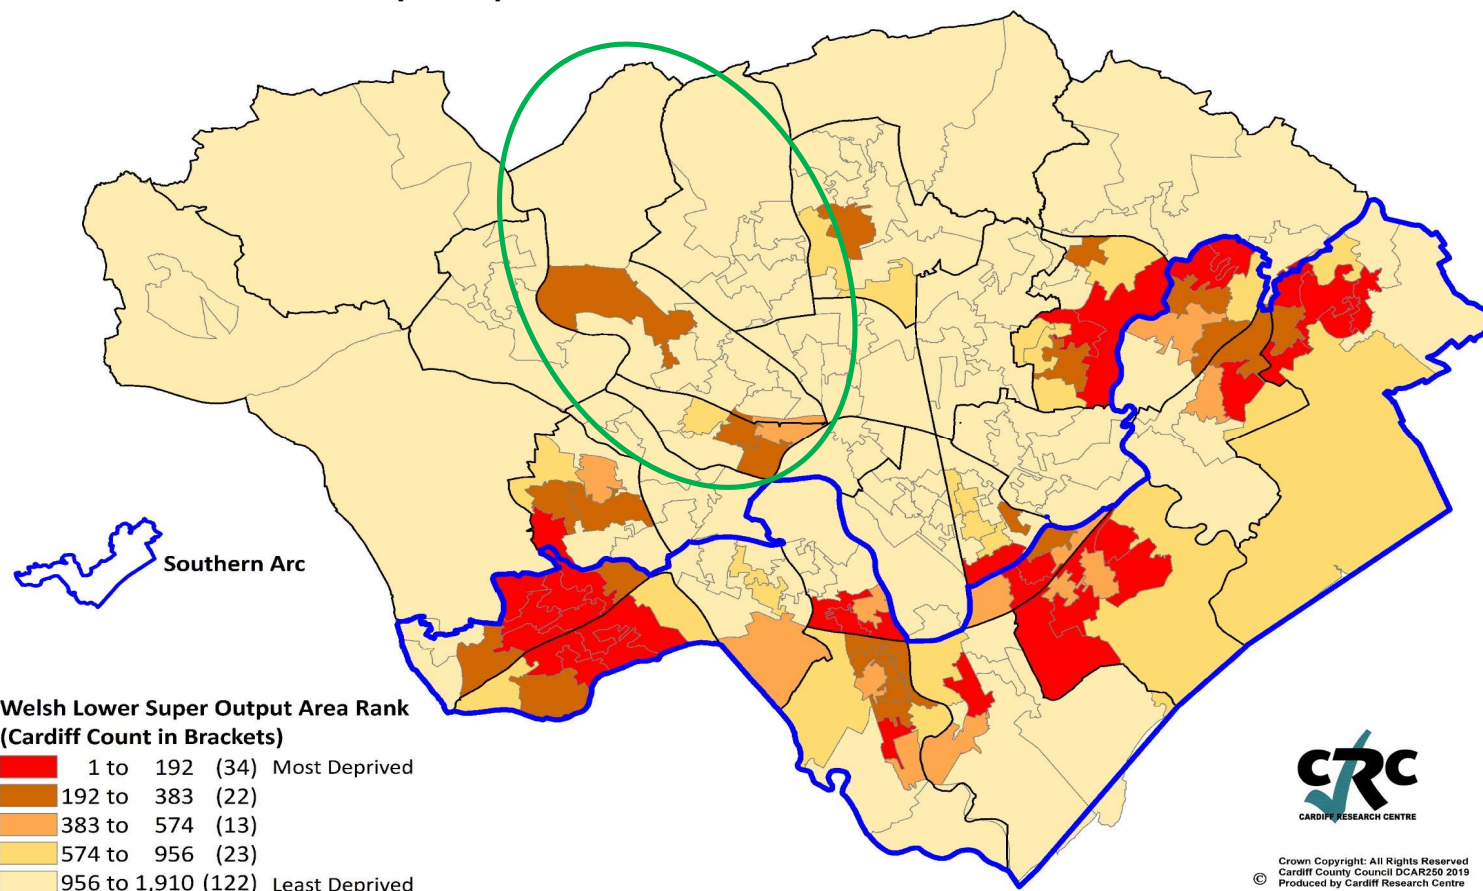 Southern Arc
Welsh Lower Super Output Area Rank
(Cardiff Count in Brackets)
1 to 192 (34) Most Deprived
192 to 383 (22)
383 to 574 (13)
574 to 956 (23)
956 to 1,910 (122) Least Deprived
CRC
CARDIFF RESEARCH CENTRE
Crown Copyright: All Rights Reserved
Cardiff County Council DCAR250 2019
© Produced by Cardiff Research Centre